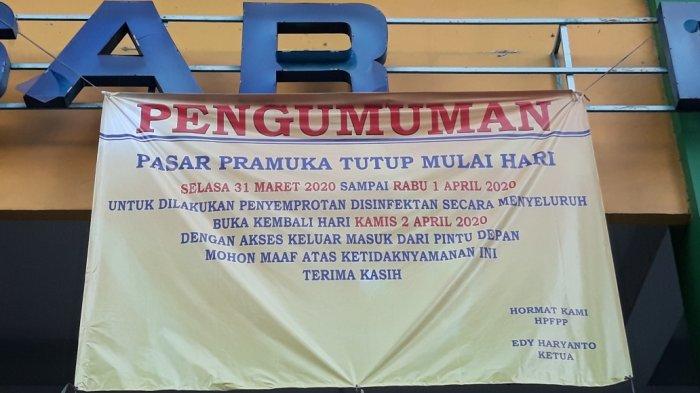 SAR
PENGUMUMAN
PASAR PRAMUKA TUTUP MULAI HARI
SELASA 31 MARET 2020 SAMPAI RABU 1 APRIL 2020
UNTUK DILAKUKAN PENYEMPROTAN DISINFEKTAN SECARA MENYELURUH
BUKA KEMBALI HARI KAMIS 2 APRIL 2020
DENGAN AKSES KELUAR MASUK DARI PINTU DEPAN
MOHON MAAF ATAS KETIDAKNYAMANAN INI
TERIMA KASIH
HORMAT KAMI
HPFPP
EDY HARYANTO
KETUA